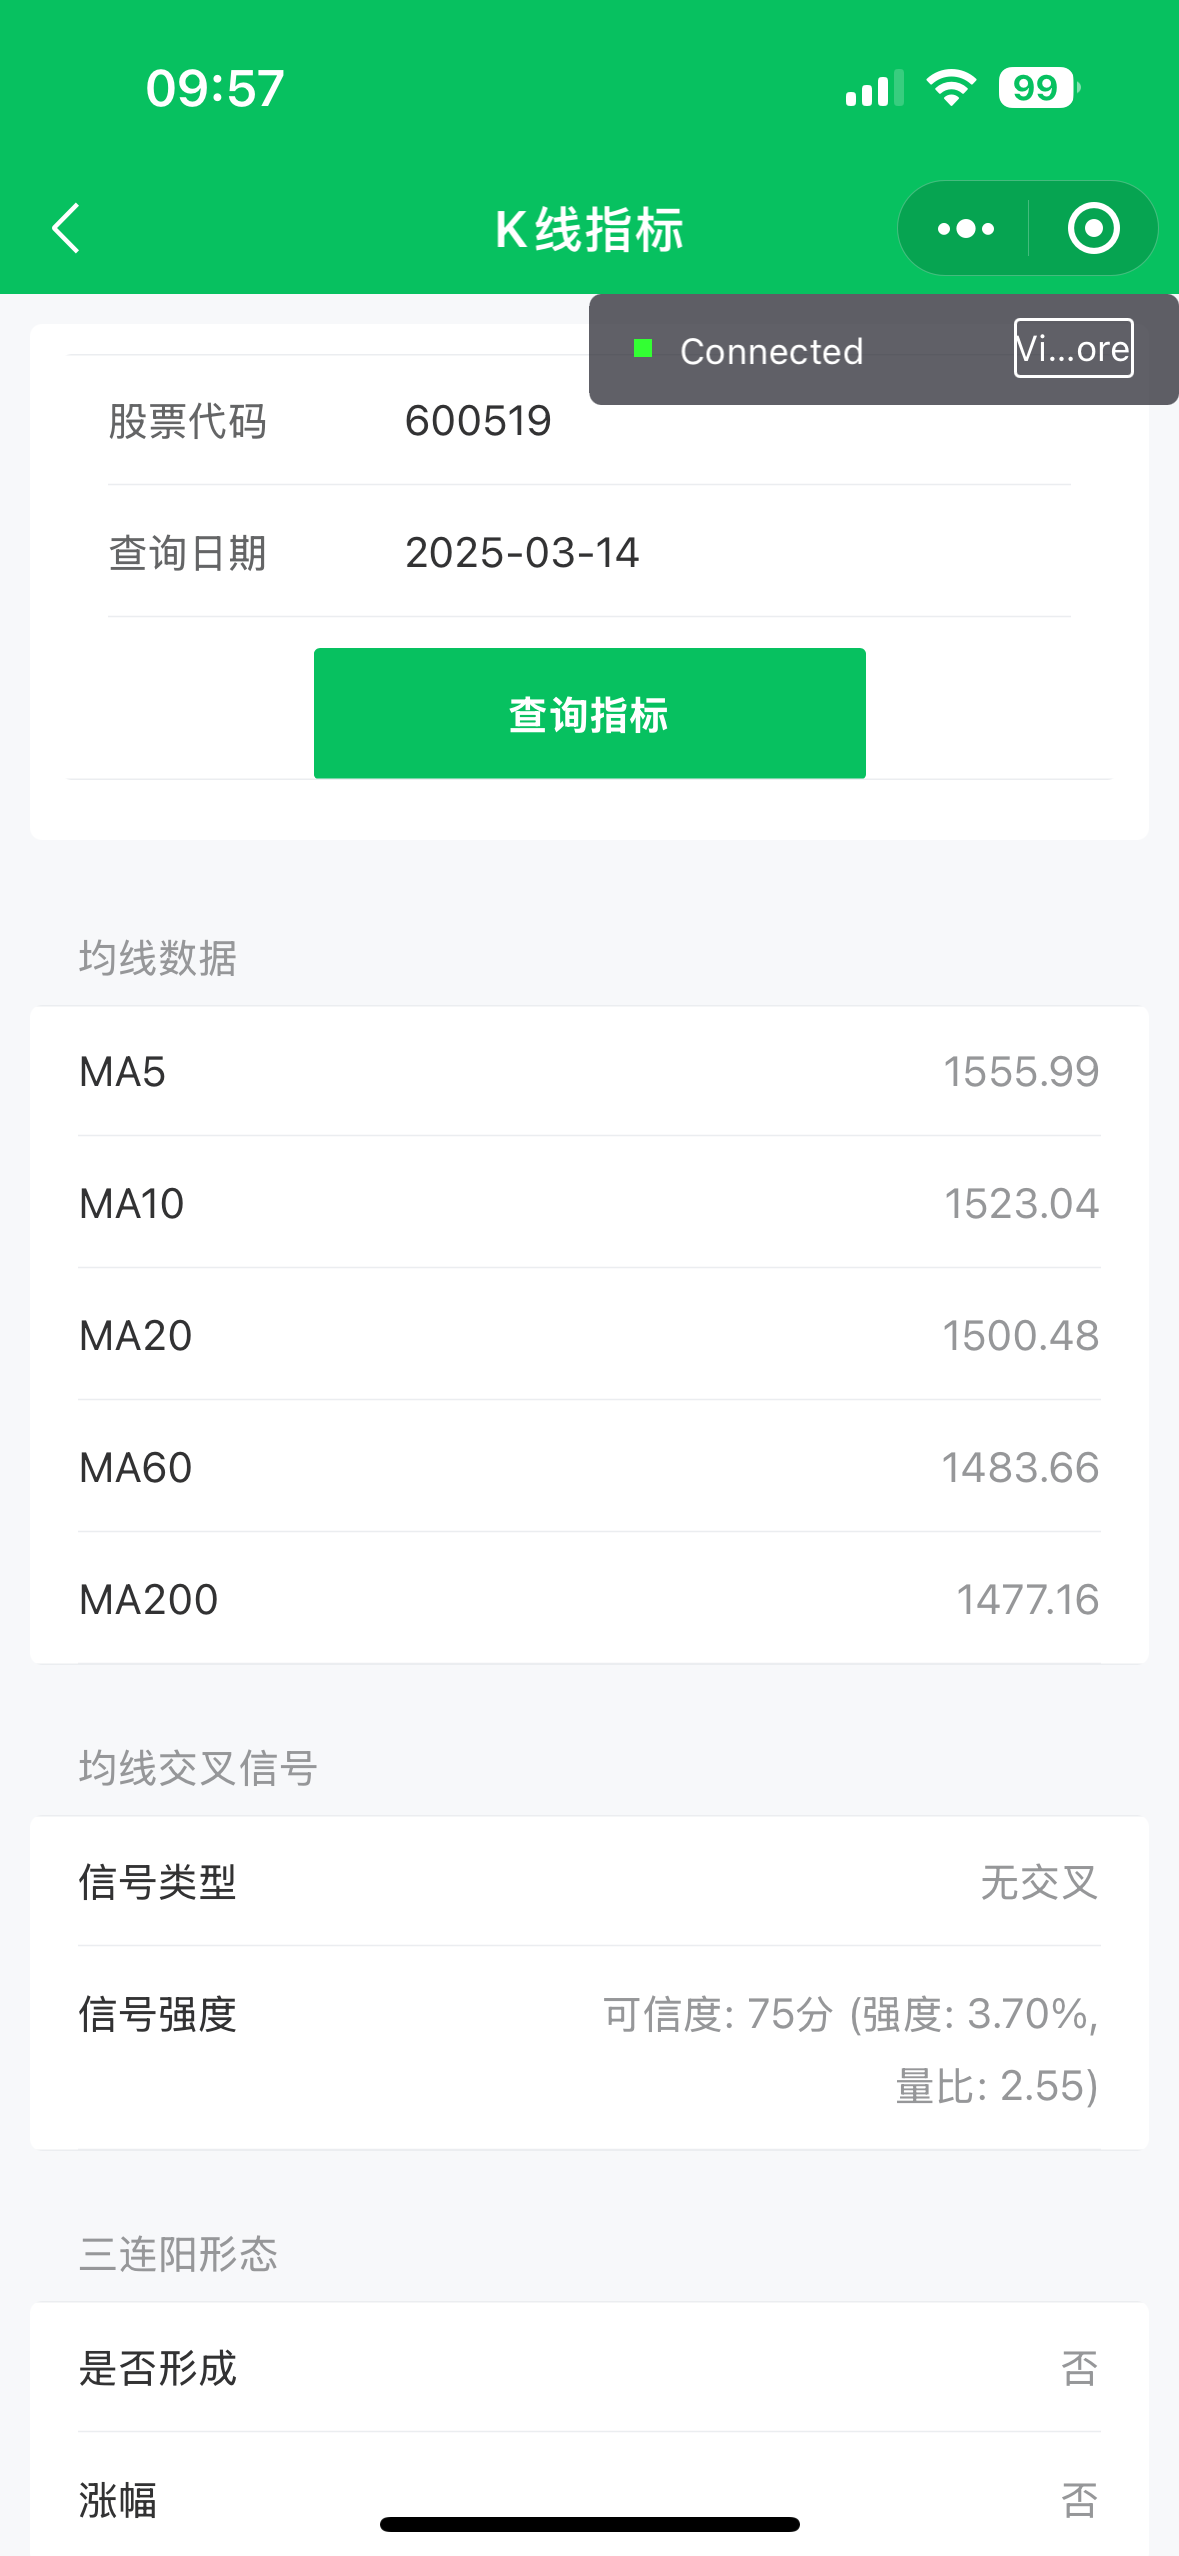 09:57
99
K线指标
Connected
Vi...ore
股票代码 600519
查询日期 2025-03-14
查询指标
均线数据
MA5 1555.99
MA10 1523.04
MA20 1500.48
MA60 1483.66
MA200 1477.16
均线交叉信号
信号类型 无交叉
信号强度 可信度: 75分 (强度: 3.70%,
量比: 2.55)
三连阳形态
是否形成 否
涨幅 否